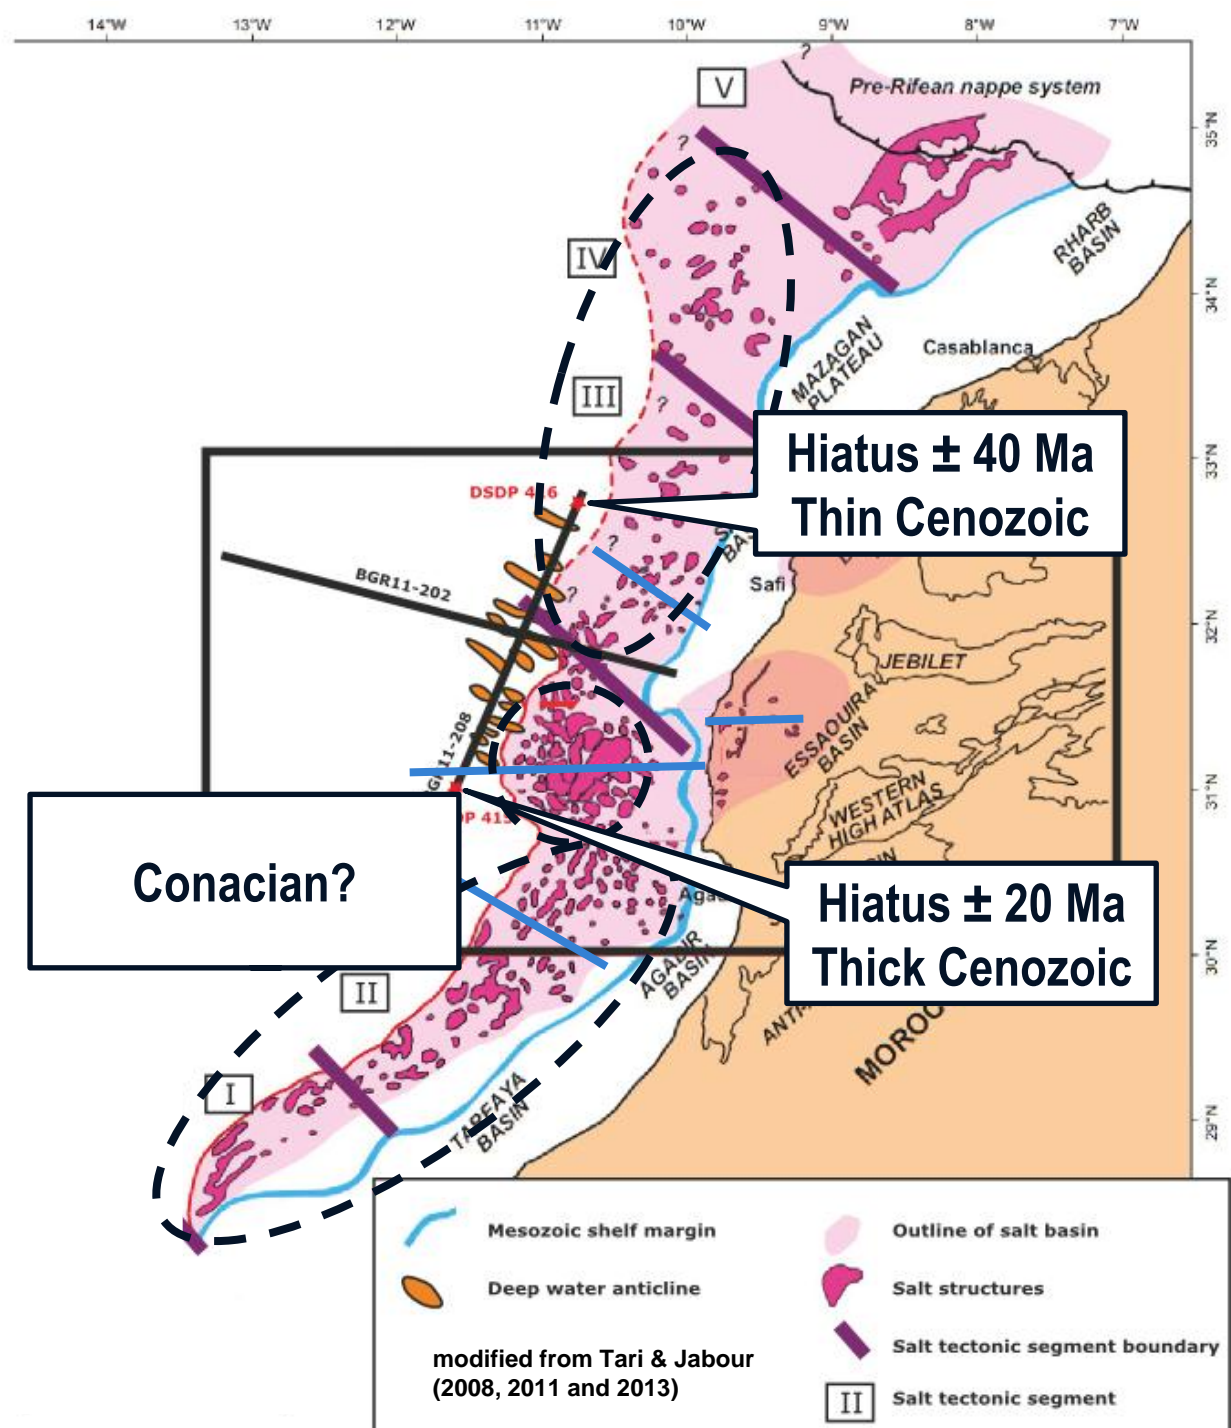 14°W 13°W 12°W 11°W 10°W 9°W 8°W 7°W
?
V
Pre-Rifean nappe system
35°N
?
IV
RHARB
BASIN
34°N
MAZAGAN
PLATEAU
Casablanca
III
?
Hiatus ± 40 Ma
Thin Cenozoic
33°N
DSDP
?
Safi
BGR11-202
?
32°N
JEBILET
ESSAOUIRA
BASIN
11-208
31°N
WESTERN
HIGH ATLAS
Conacian?
Hiatus ± 20 Ma
Thick Cenozoic
AGADIR
BASIN
30°N
II
I
TARFAYA
BASIN
29°N
Mesozoic shelf margin
Deep water anticline
modified from Tari & Jabour
(2008, 2011 and 2013)
Outline of salt basin
Salt structures
Salt tectonic segment boundary
II
Salt tectonic segment